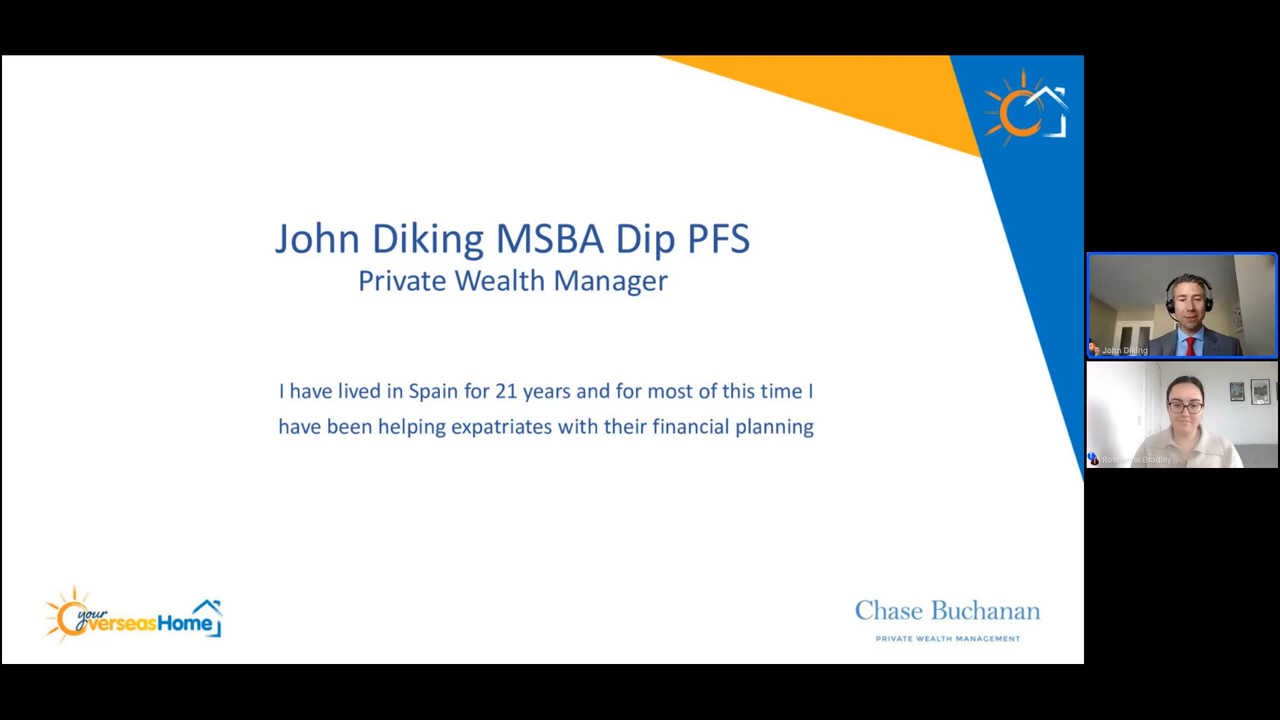 John Diking MSBA Dip PFS
Private Wealth Manager
I have lived in Spain for 21 years and for most of this time I
have been helping expatriates with their financial planning
your
OverseasHome
Chase Buchanan
PRIVATE WEALTH MANAGEMENT
John Diking
Bradley